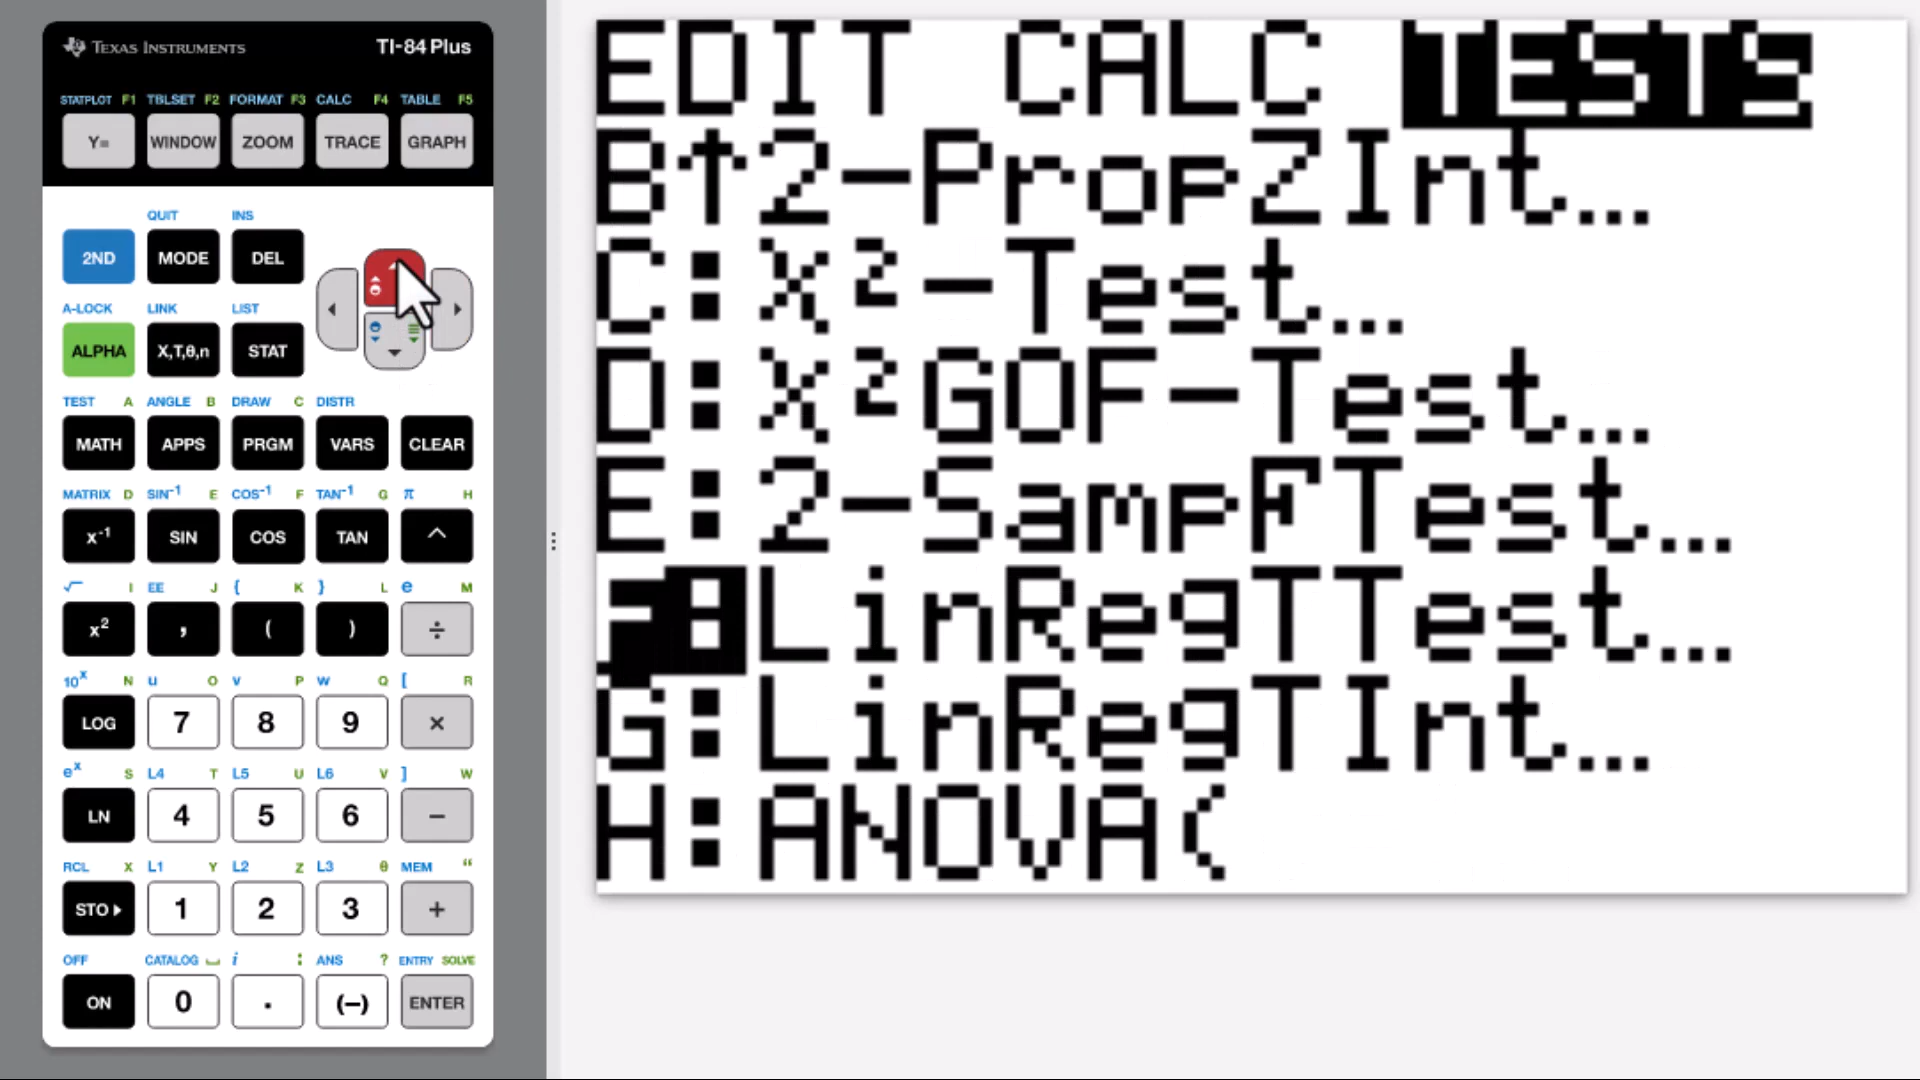 TEXAS INSTRUMENTS TI-84 Plus
STATPLOT F1 TBLSET F2 FORMAT F3 CALC F4 TABLE F5
Y= WINDOW ZOOM TRACE GRAPH
QUIT INS
2ND MODE DEL
A-LOCK LINK LIST
ALPHA X,T,θ,n STAT
TEST A ANGLE B DRAW C DISTR
MATH APPS PRGM VARS CLEAR
MATRIX D SIN⁻¹ E COS⁻¹ F TAN⁻¹ G π H
x⁻¹ SIN COS TAN ^
√ I EE J { K } L e M
x² , ( ) ÷
10ˣ N u O v P w Q [ R
LOG 7 8 9 ×
eˣ S L4 T L5 U L6 V ] W
LN 4 5 6 −
RCL X L1 Y L2 Z L3 θ MEM “
STO▸ 1 2 3 +
OFF CATALOG ⎵ i : ANS ? ENTRY SOLVE
ON 0 . (−) ENTER
EDIT CALC TESTS
B↑2-PropZInt…
C:χ²-Test…
D:χ²GOF-Test…
E:2-SampFTest…
F:LinRegTTest…
G:LinRegTInt…
H:ANOVA(